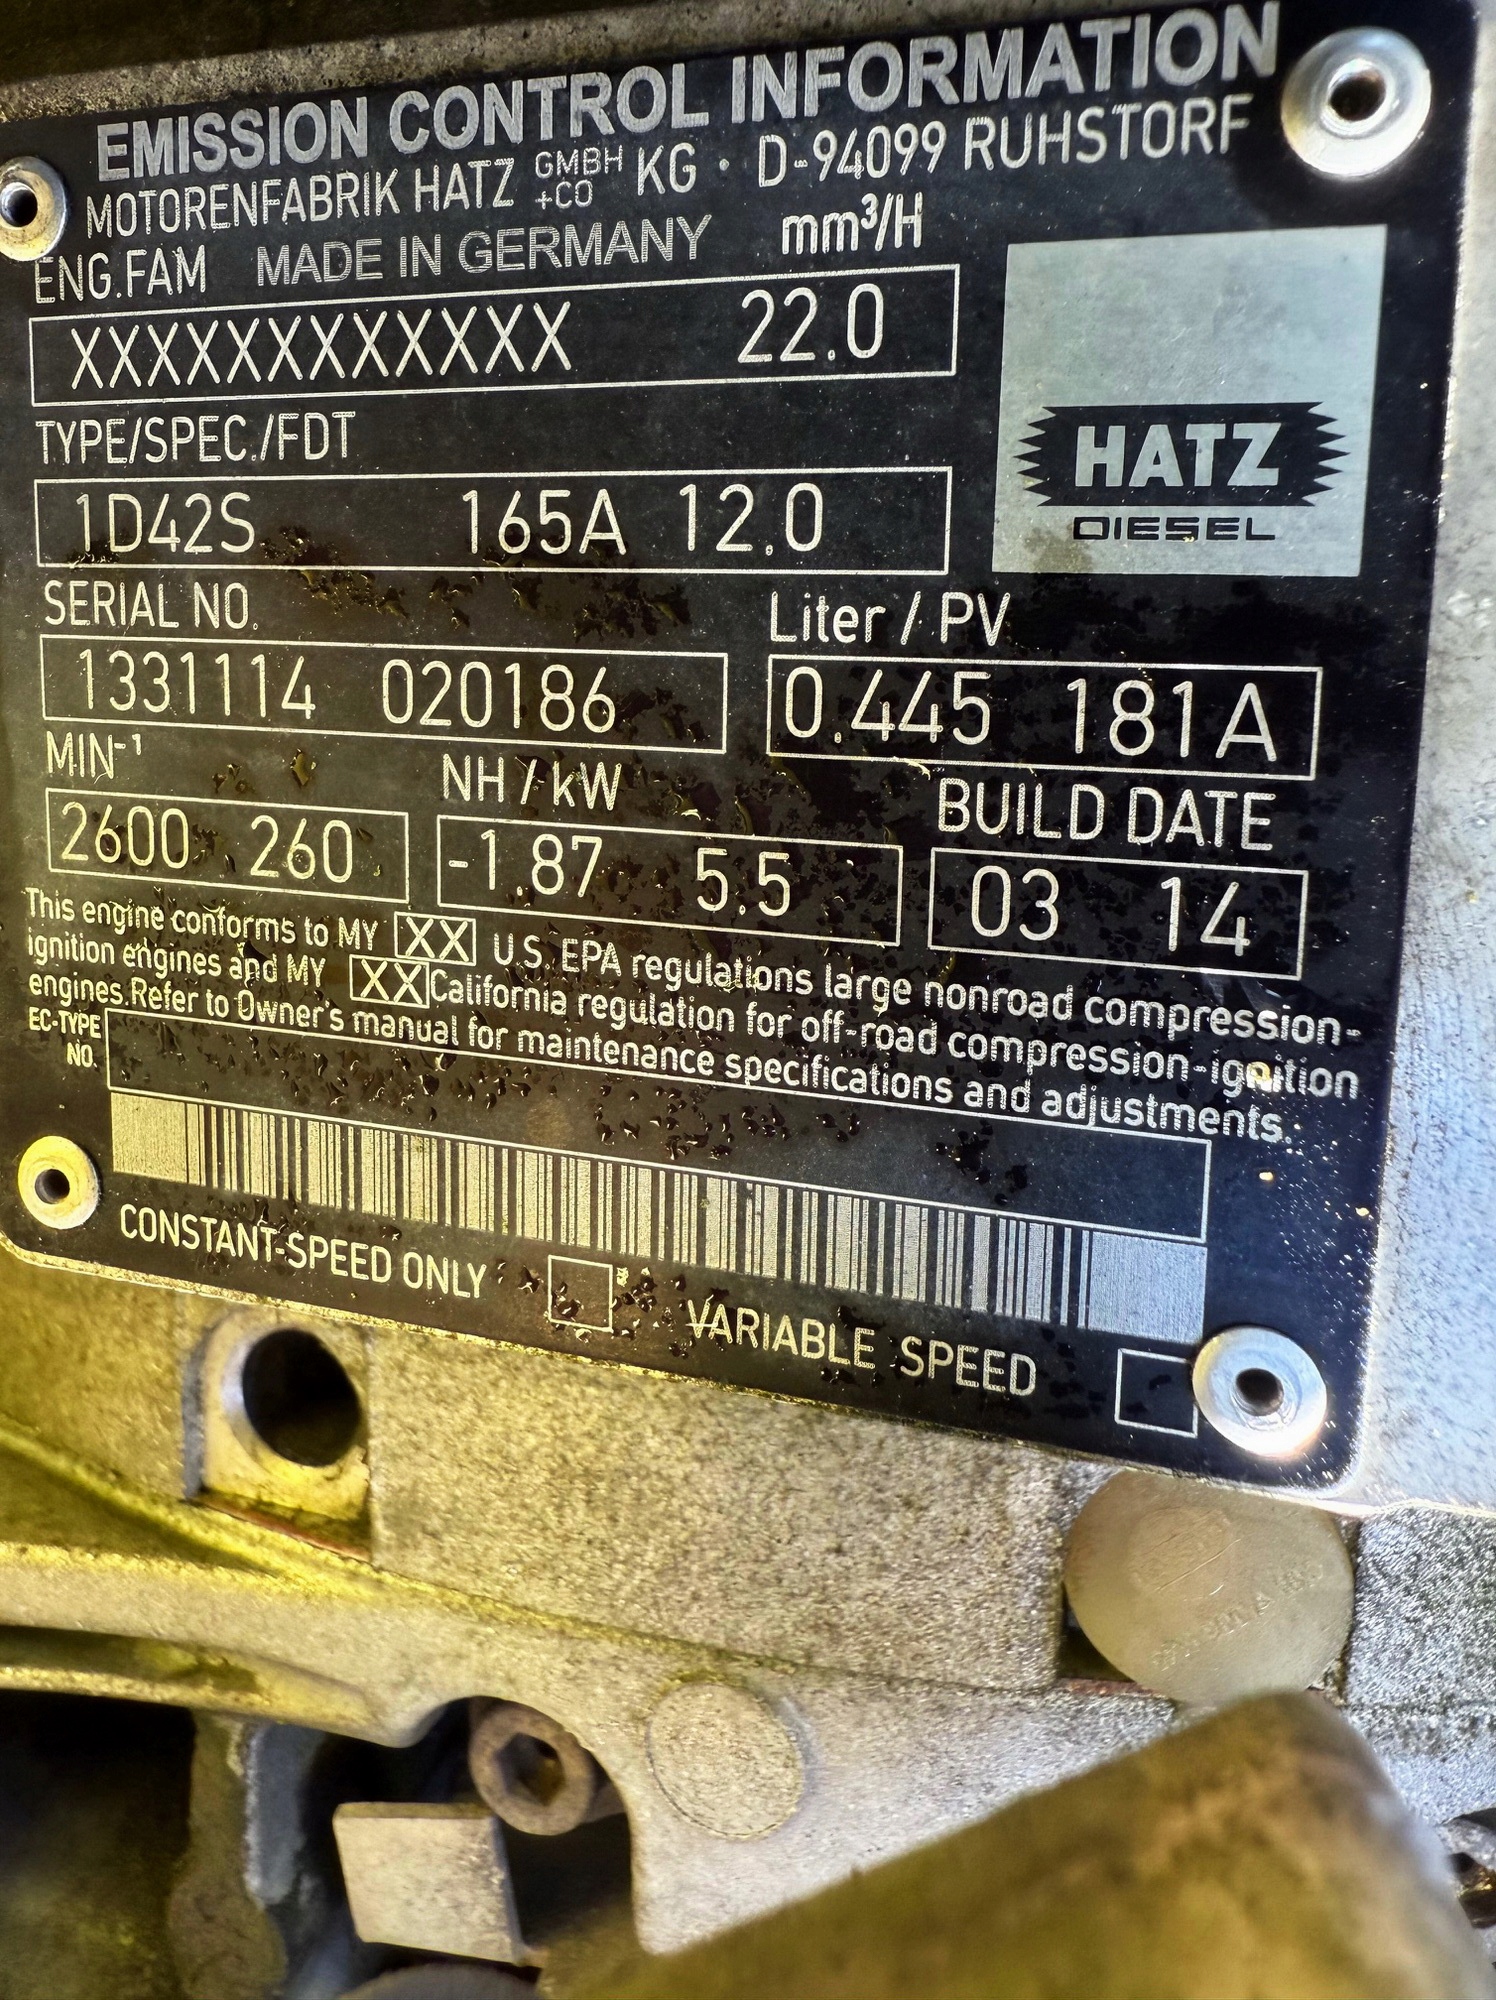 EMISSION CONTROL INFORMATION
MOTORENFABRIK HATZ GMBH +CO KG · D-94099 RUHSTORF
ENG.FAM MADE IN GERMANY mm³/H
XXXXXXXXXXXXX 22.0
TYPE/SPEC./FDT
1D42S 165A 12.0
HATZ
DIESEL
SERIAL NO. Liter / PV
1331114 020186 0.445 181A
MIN⁻¹ NH / kW BUILD DATE
2600 260 -1.87 5.5 03 14
This engine conforms to MY XX U.S. EPA regulations large nonroad compression-
ignition engines and MY XX California regulation for off-road compression-ignition
engines.Refer to Owner's manual for maintenance specifications and adjustments.
EC-TYPE
NO.
CONSTANT-SPEED ONLY VARIABLE SPEED